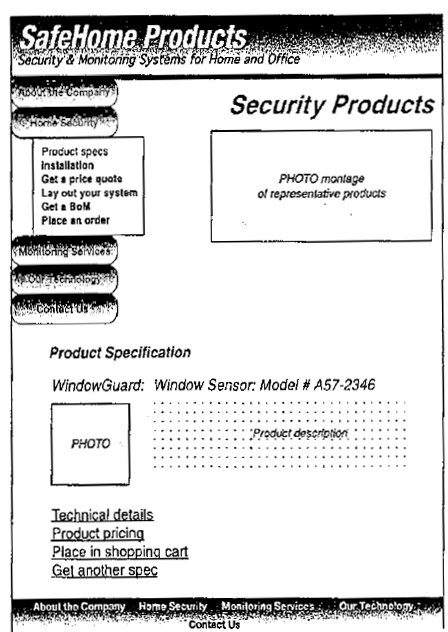 SafeHome Products
Security & Monitoring Systems for Home and Office
About the Company
Home Security
Product specs
Installation
Get a price quote
Lay out your system
Get a BoM
Place an order
Monitoring Services
Our Technology
Contact Us
Security Products
PHOTO montage
of representative products
Product Specification
WindowGuard: Window Sensor: Model # A57-2346
PHOTO
Product description
Technical details
Product pricing
Place in shopping cart
Get another spec
About the Company Home Security Monitoring Services Our Technology
Contact Us